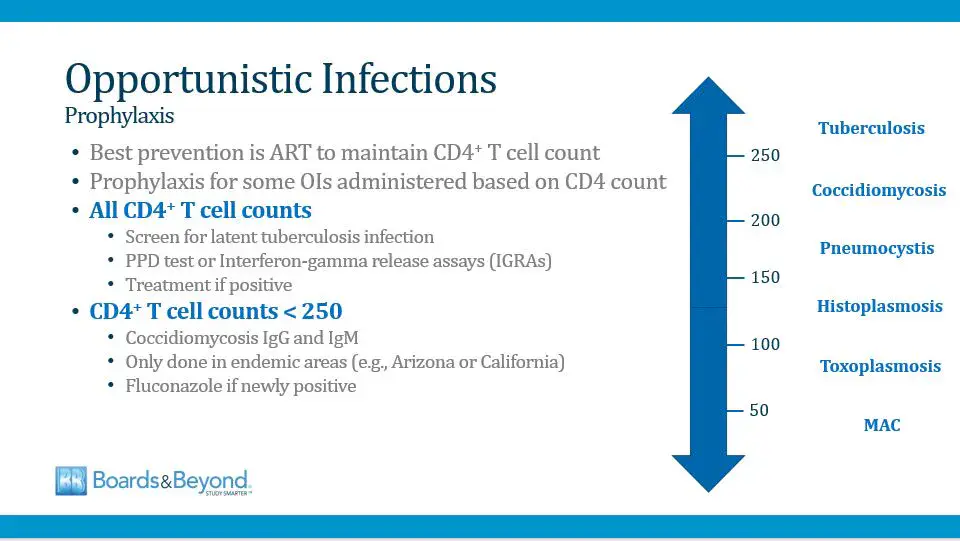 Opportunistic Infections
Prophylaxis
• Best prevention is ART to maintain CD4⁺ T cell count
• Prophylaxis for some OIs administered based on CD4 count
• All CD4⁺ T cell counts
• Screen for latent tuberculosis infection
• PPD test or Interferon-gamma release assays (IGRAs)
• Treatment if positive
• CD4⁺ T cell counts < 250
• Coccidiomycosis IgG and IgM
• Only done in endemic areas (e.g., Arizona or California)
• Fluconazole if newly positive
Tuberculosis
250
Coccidiomycosis
200
Pneumocystis
150
Histoplasmosis
100
Toxoplasmosis
50
MAC
BB Boards&Beyond
STUDY SMARTER™